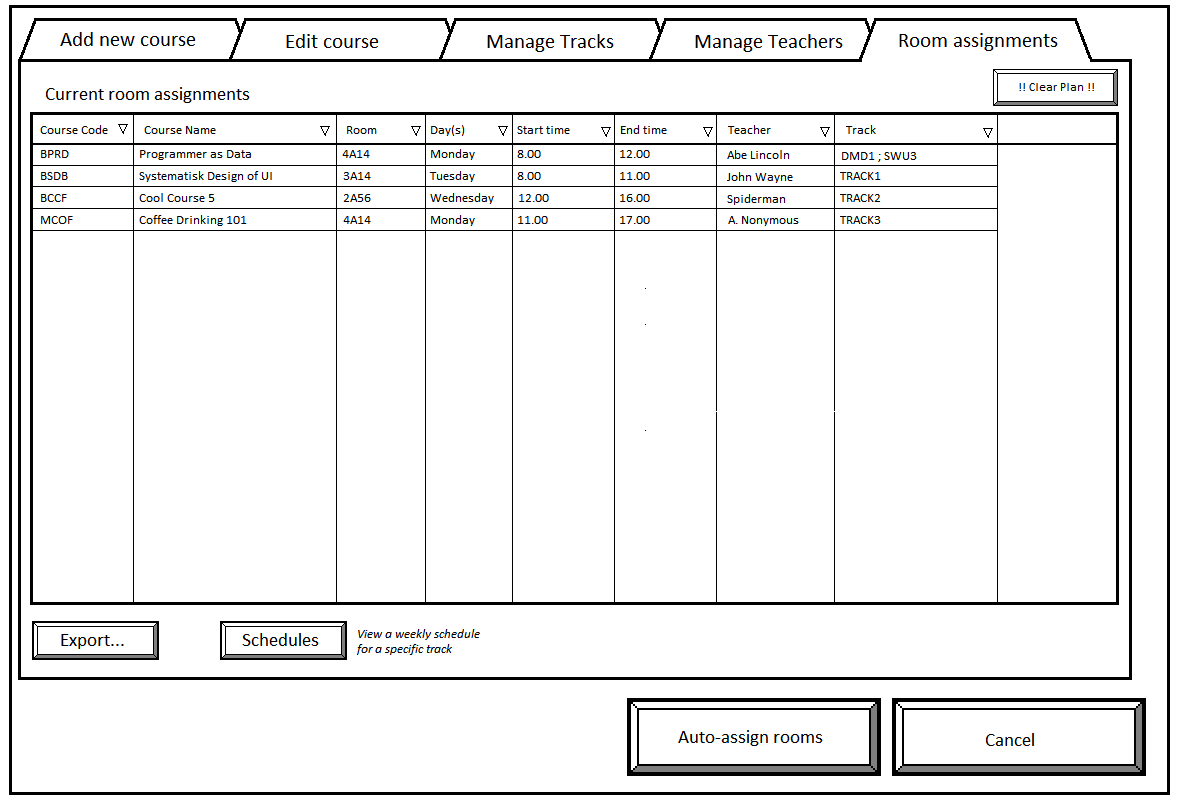 Add new course Edit course Manage Tracks Manage Teachers Room assignments
Current room assignments !! Clear Plan !!
Course Code Course Name Room Day(s) Start time End time Teacher Track
BPRD Programmer as Data 4A14 Monday 8.00 12.00 Abe Lincoln DMD1 ; SWU3
BSDB Systematisk Design of UI 3A14 Tuesday 8.00 11.00 John Wayne TRACK1
BCCF Cool Course 5 2A56 Wednesday 12.00 16.00 Spiderman TRACK2
MCOF Coffee Drinking 101 4A14 Monday 11.00 17.00 A. Nonymous TRACK3
Export... Schedules View a weekly schedule
for a specific track
Auto-assign rooms Cancel